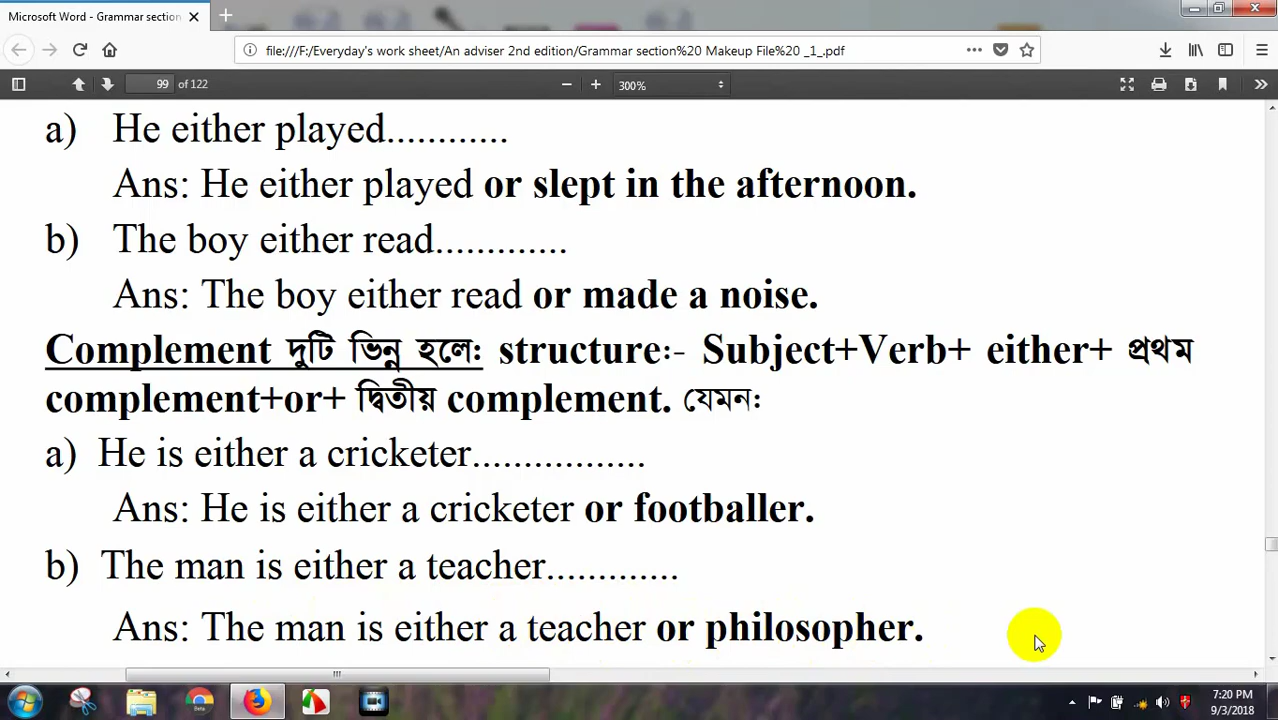 Microsoft Word - Grammar section
file:///F:/Everyday's work sheet/An adviser 2nd edition/Grammar section%20 Makeup File%20 _1_.pdf
99 of 122
300%
a) He either played............
Ans: He either played or slept in the afternoon.
b) The boy either read.............
Ans: The boy either read or made a noise.
Complement দুটি ভিন্ন হলে: structure:- Subject+Verb+ either+ প্রথম
complement+or+ দ্বিতীয় complement. যেমন:
a) He is either a cricketer.................
Ans: He is either a cricketer or footballer.
b) The man is either a teacher.............
Ans: The man is either a teacher or philosopher.
7:20 PM
9/3/2018